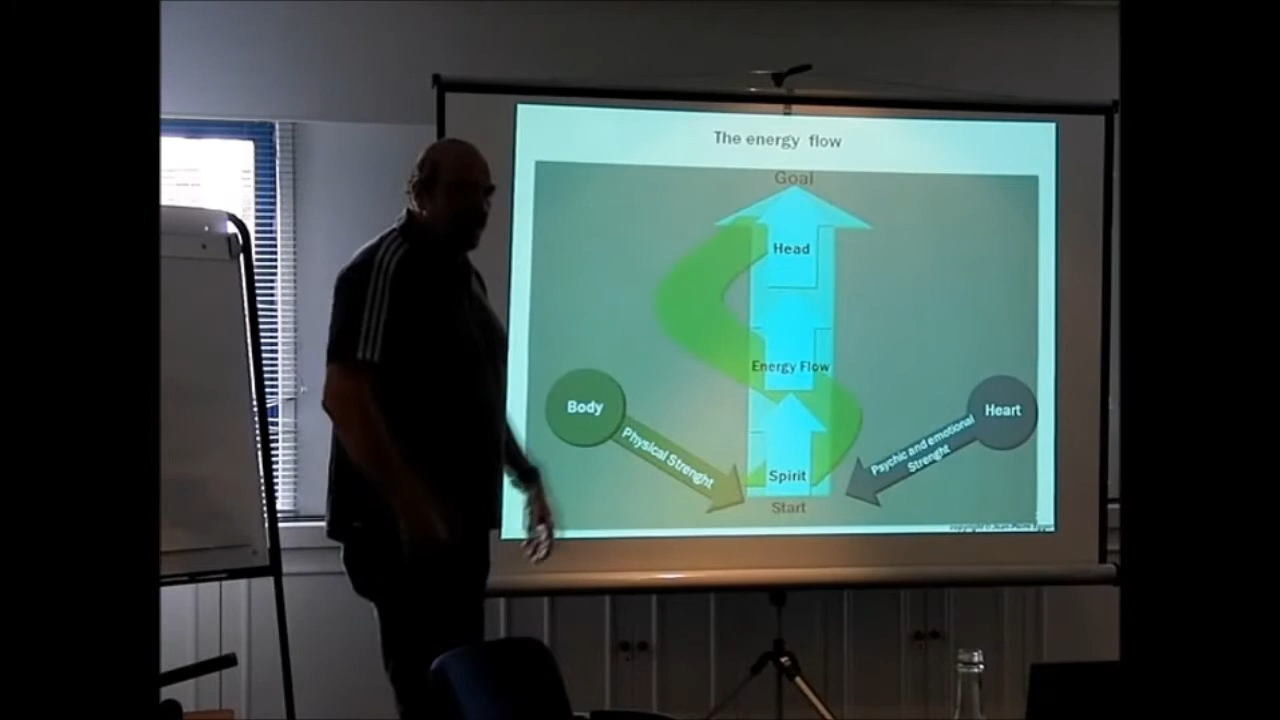 The energy flow
Goal
Head
Energy Flow
Body
Heart
Physical Strenght
Psychic and emotional
Strenght
Spirit
Start